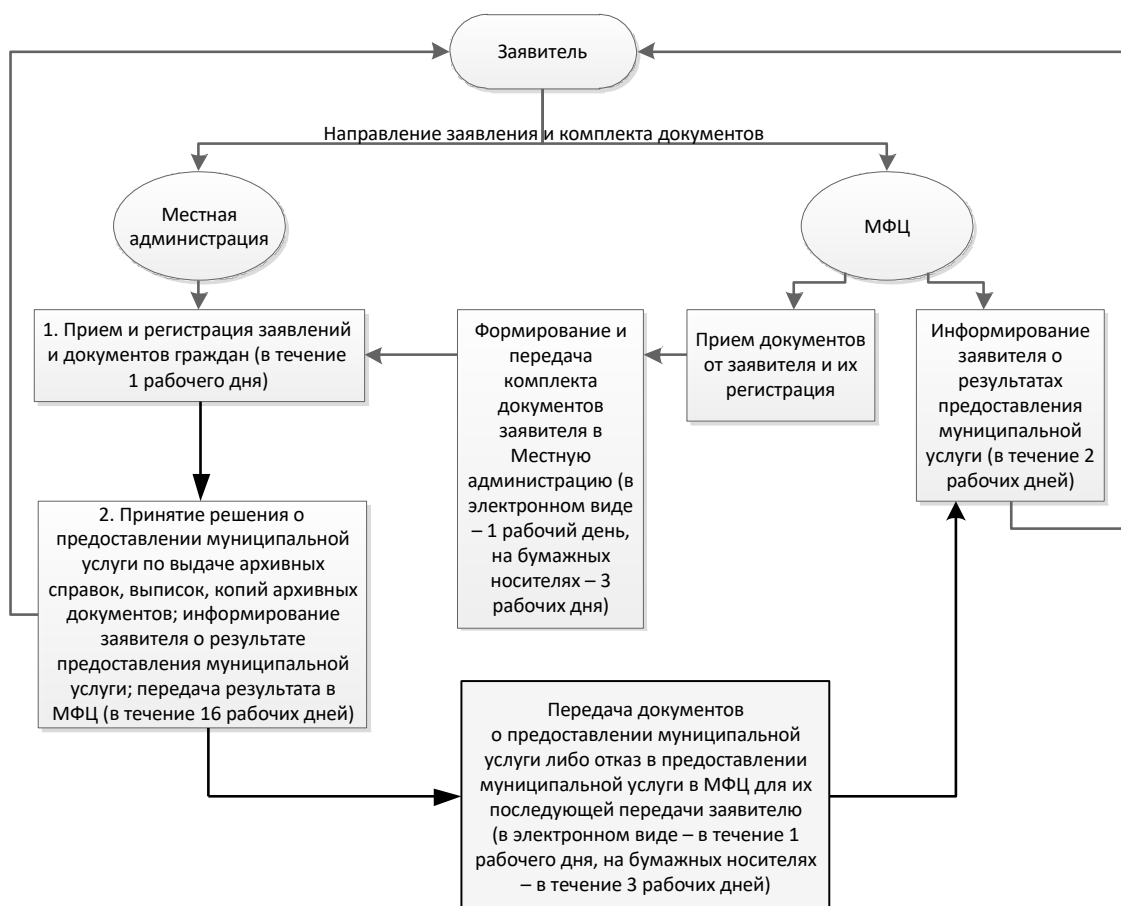 Заявитель
Направление заявления и комплекта документов
Местная
администрация
МФЦ
1. Прием и регистрация заявлений
и документов граждан (в течение
1 рабочего дня)
Формирование и
передача
комплекта
документов
заявителя в
Местную
администрацию (в
электронном виде
– 1 рабочий день,
на бумажных
носителях – 3
рабочих дня)
Прием документов
от заявителя и их
регистрация
Информирование
заявителя о
результатах
предоставления
муниципальной
услуги (в течение 2
рабочих дней)
2. Принятие решения о
предоставлении муниципальной
услуги по выдаче архивных
справок, выписок, копий архивных
документов; информирование
заявителя о результате
предоставления муниципальной
услуги; передача результата в
МФЦ (в течение 16 рабочих дней)
Передача документов
о предоставлении муниципальной
услуги либо отказ в предоставлении
муниципальной услуги в МФЦ для их
последующей передачи заявителю
(в электронном виде – в течение 1
рабочего дня, на бумажных носителях
– в течение 3 рабочих дней)